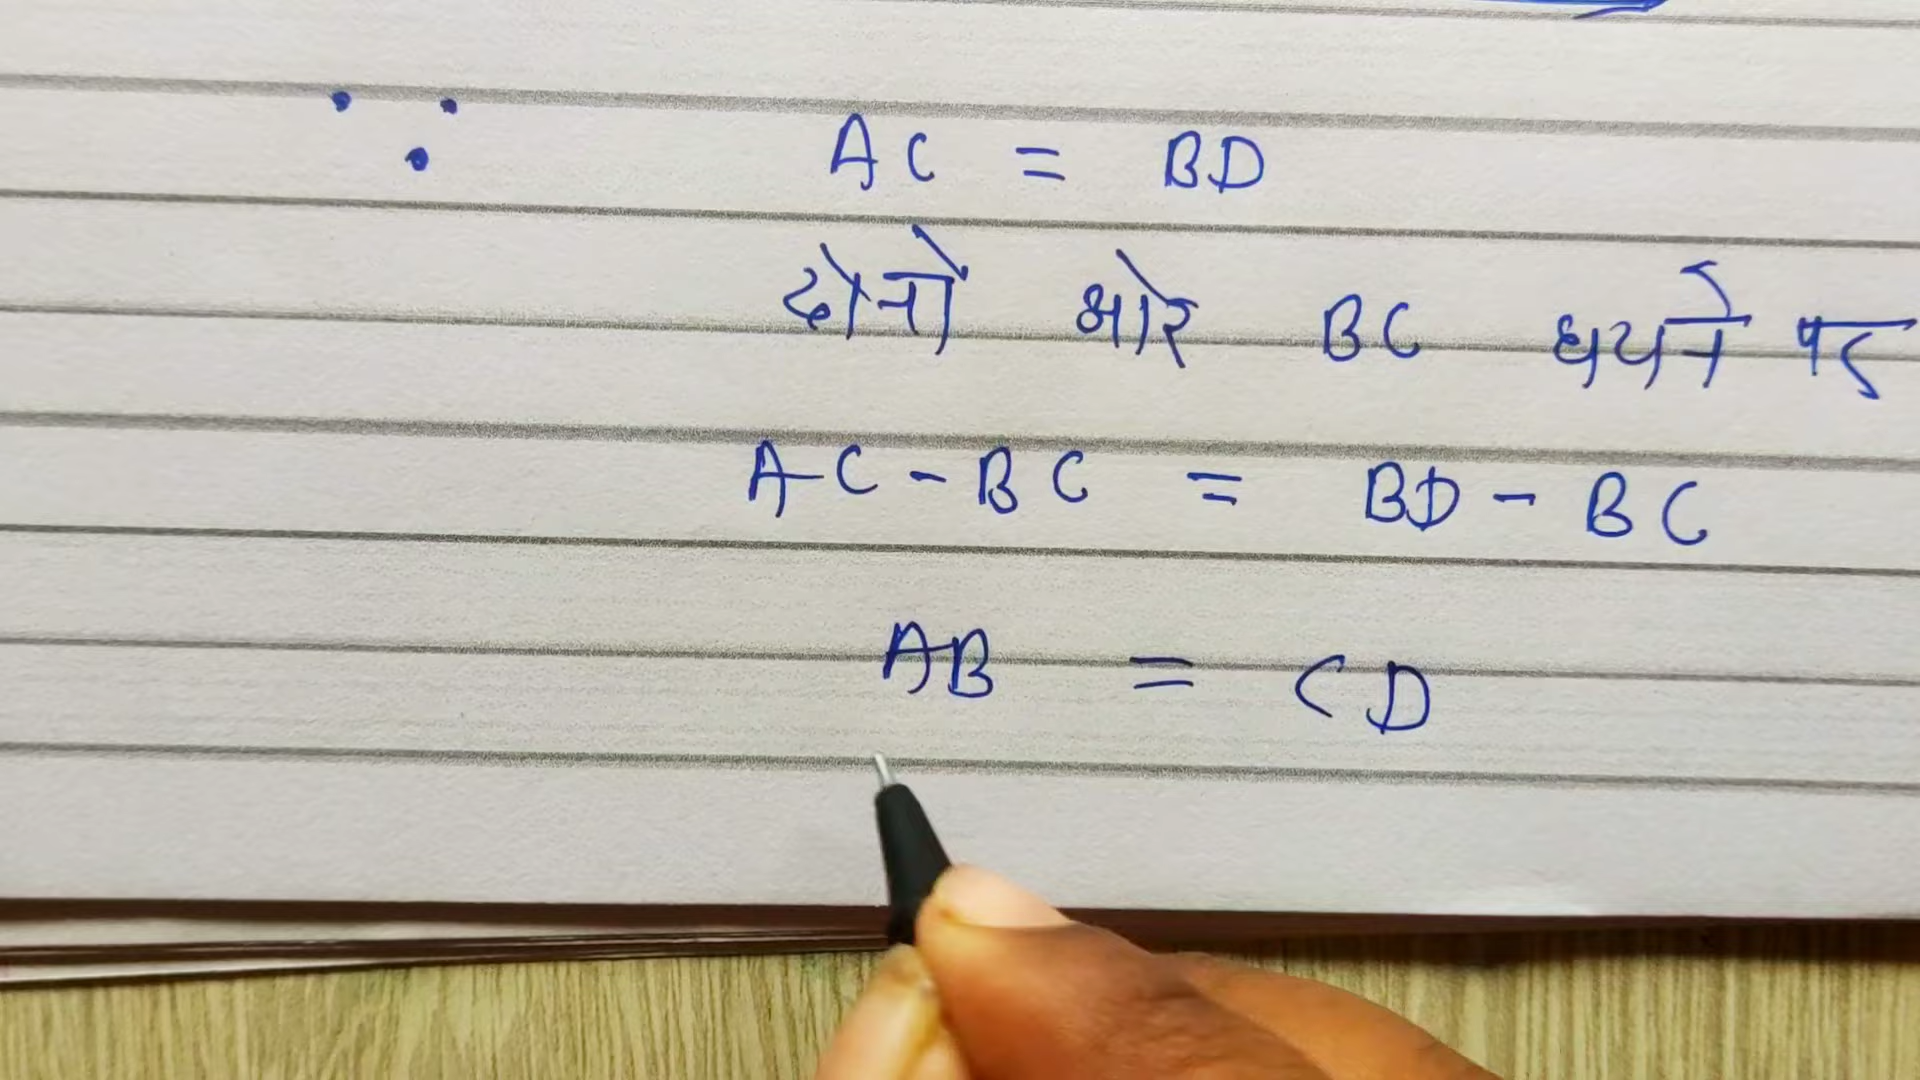 ∵ AC = BD
दोनो ओर BC घटाने पर
AC - BC = BD - BC
AB = CD